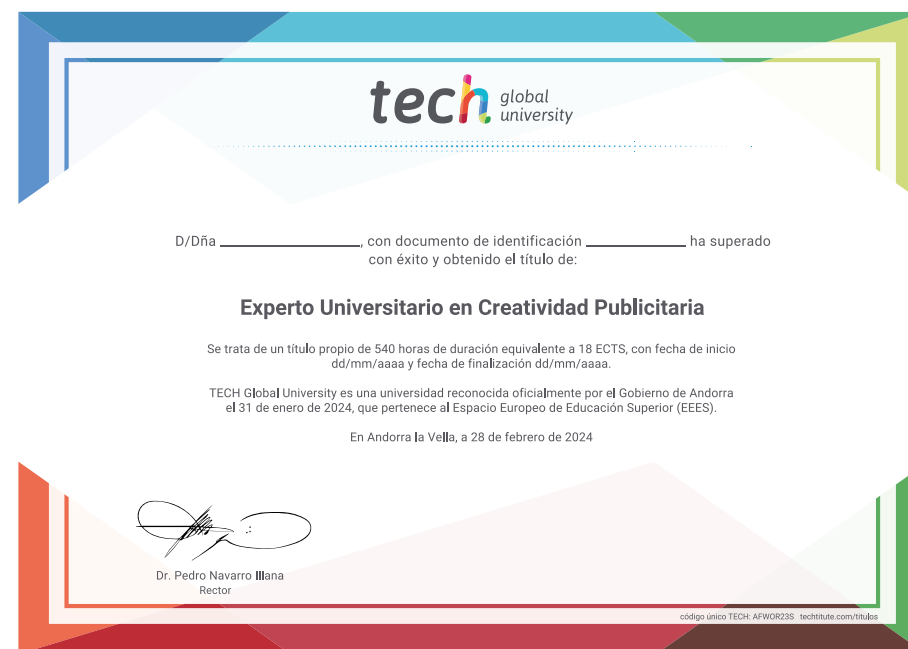 tech global university
D/Dña ____________________, con documento de identificación ______________ ha superado
con éxito y obtenido el título de:
Experto Universitario en Creatividad Publicitaria
Se trata de un título propio de 540 horas de duración equivalente a 18 ECTS, con fecha de inicio
dd/mm/aaaa y fecha de finalización dd/mm/aaaa.
TECH Global University es una universidad reconocida oficialmente por el Gobierno de Andorra
el 31 de enero de 2024, que pertenece al Espacio Europeo de Educación Superior (EEES).
En Andorra la Vella, a 28 de febrero de 2024
Dr. Pedro Navarro Illana
Rector
código único TECH: AFWOR23S techtitute.com/titulos